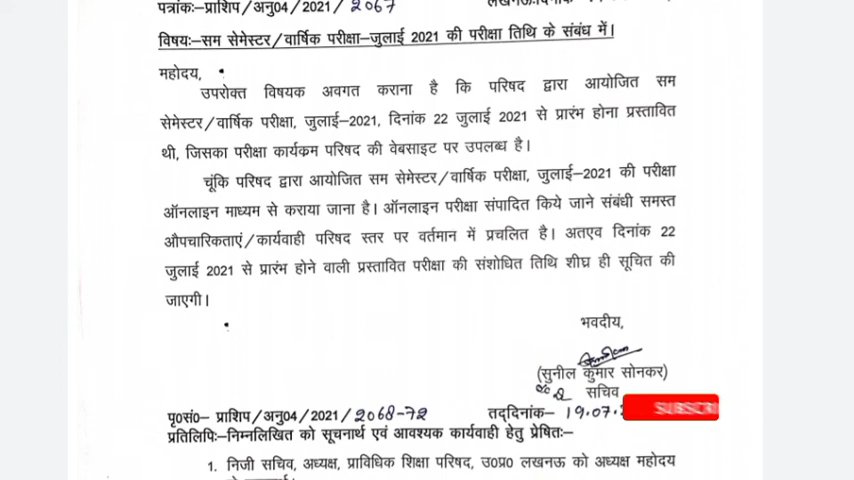 पत्रांकः–प्राशिप/अनु04/2021/2067
विषयः–सम सेमेस्टर/वार्षिक परीक्षा–जुलाई 2021 की परीक्षा तिथि के संबंध में।
महोदय,
उपरोक्त विषयक अवगत कराना है कि परिषद द्वारा आयोजित सम
सेमेस्टर/वार्षिक परीक्षा, जुलाई–2021, दिनांक 22 जुलाई 2021 से प्रारंभ होना प्रस्तावित
थी, जिसका परीक्षा कार्यक्रम परिषद की वेबसाइट पर उपलब्ध है।
चूंकि परिषद द्वारा आयोजित सम सेमेस्टर/वार्षिक परीक्षा, जुलाई–2021 की परीक्षा
ऑनलाइन माध्यम से कराया जाना है। ऑनलाइन परीक्षा संपादित किये जाने संबंधी समस्त
औपचारिकताएं/कार्यवाही परिषद स्तर पर वर्तमान में प्रचलित है। अतएव दिनांक 22
जुलाई 2021 से प्रारंभ होने वाली प्रस्तावित परीक्षा की संशोधित तिथि शीघ्र ही सूचित की
जाएगी।
भवदीय,
(सुनील कुमार सोनकर)
सचिव
पृ0सं0– प्राशिप/अनु04/2021/2068-72 तद्दिनांक– 19.07.
SUBSCRI
प्रतिलिपिः–निम्नलिखित को सूचनार्थ एवं आवश्यक कार्यवाही हेतु प्रेषितः–
1. निजी सचिव, अध्यक्ष, प्राविधिक शिक्षा परिषद, उ0प्र0 लखनऊ को अध्यक्ष महोदय